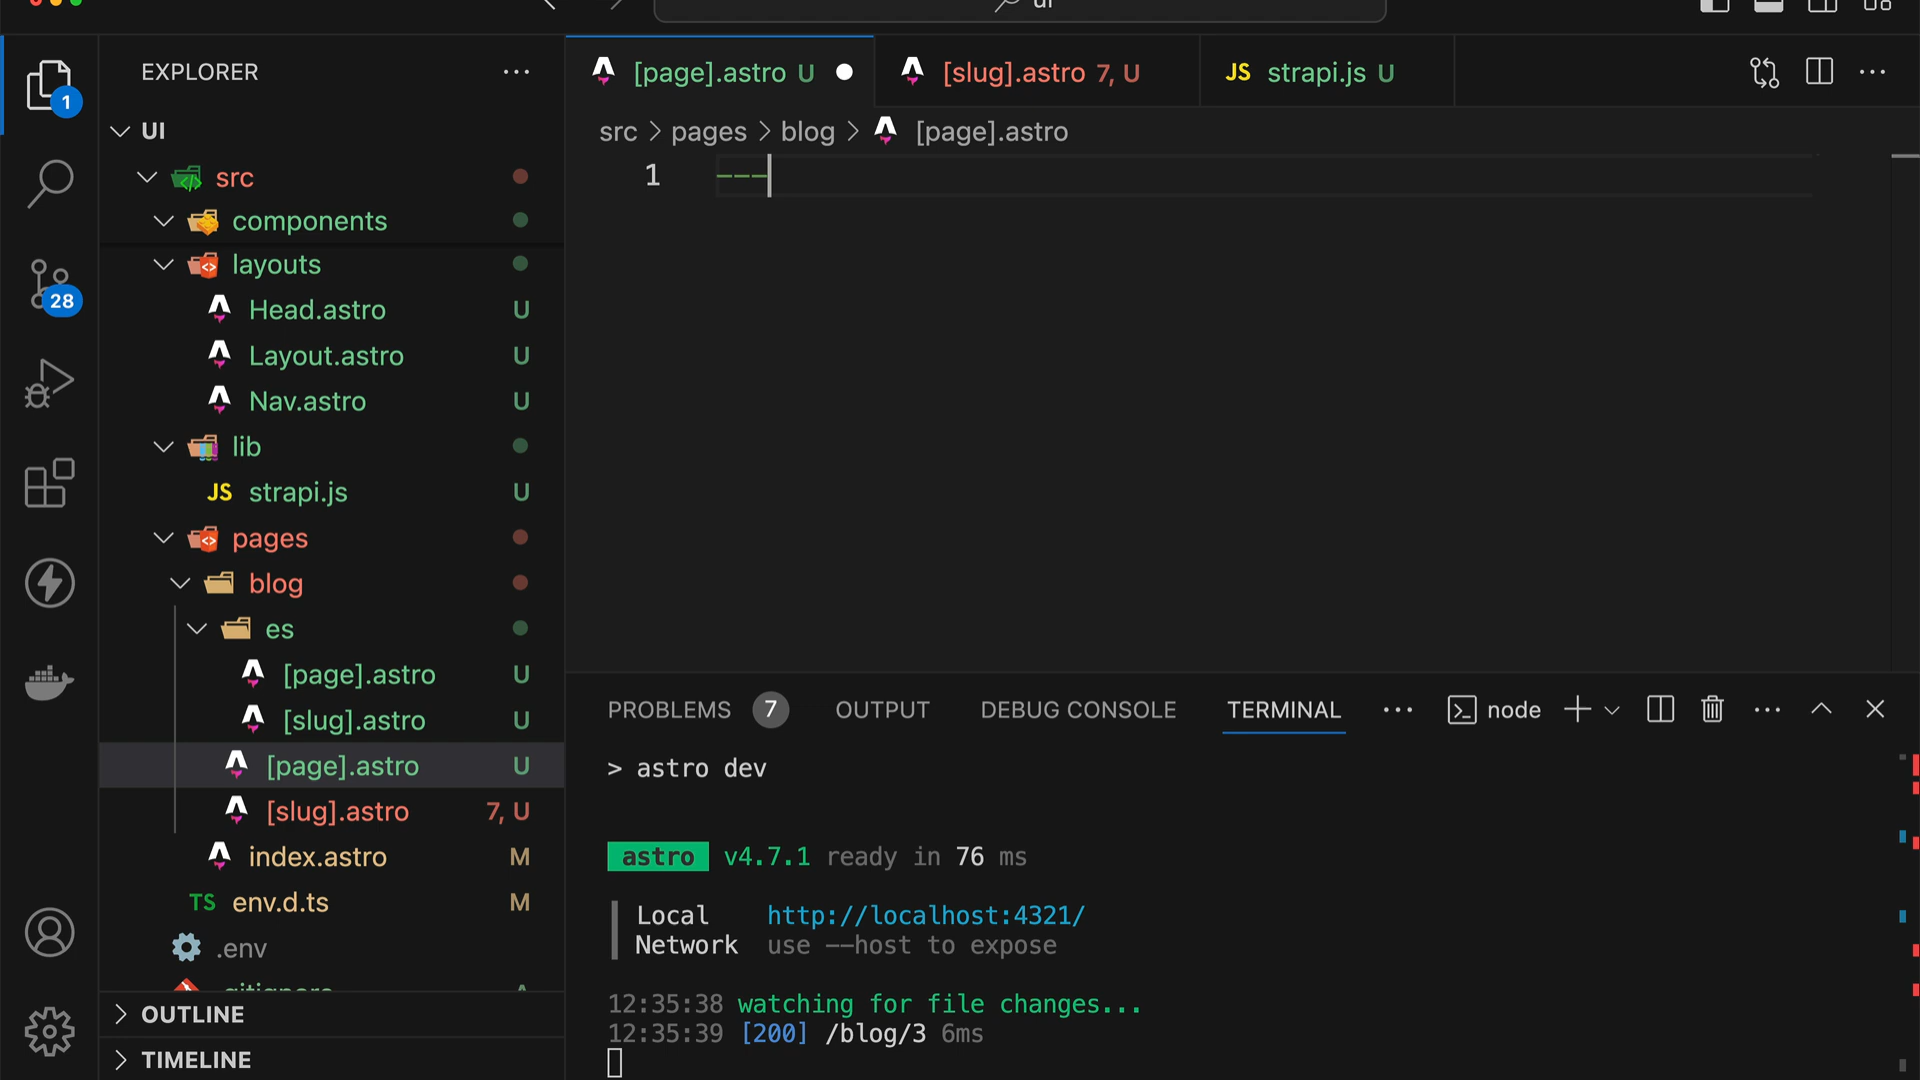 ui
EXPLORER
UI
src
components
layouts
Head.astro U
Layout.astro U
Nav.astro U
lib
JS strapi.js U
pages
blog
es
[page].astro U
[slug].astro U
[page].astro U
[slug].astro 7, U
index.astro M
TS env.d.ts M
.env
.gitignore A
OUTLINE
TIMELINE
1
28
[page].astro U
[slug].astro 7, U
JS strapi.js U
src > pages > blog > [page].astro
1 ---
PROBLEMS 7 OUTPUT DEBUG CONSOLE TERMINAL node
> astro dev
astro v4.7.1 ready in 76 ms
Local http://localhost:4321/
Network use --host to expose
12:35:38 watching for file changes...
12:35:39 [200] /blog/3 6ms